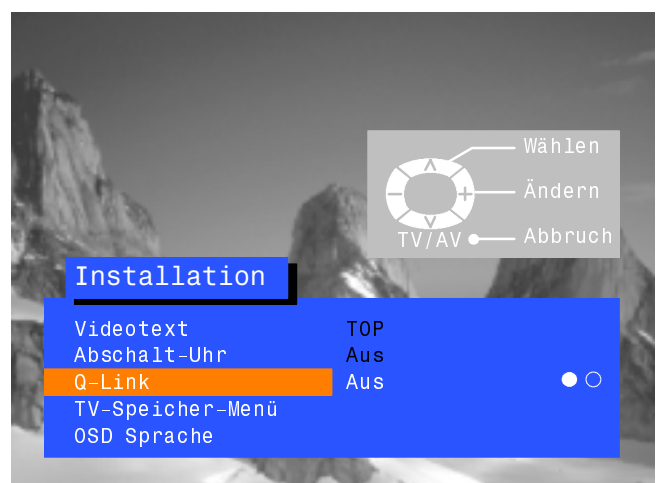 Wählen
Ändern
TV/AV Abbruch
Installation
Videotext TOP
Abschalt-Uhr Aus
Q-Link Aus
TV-Speicher-Menü
OSD Sprache